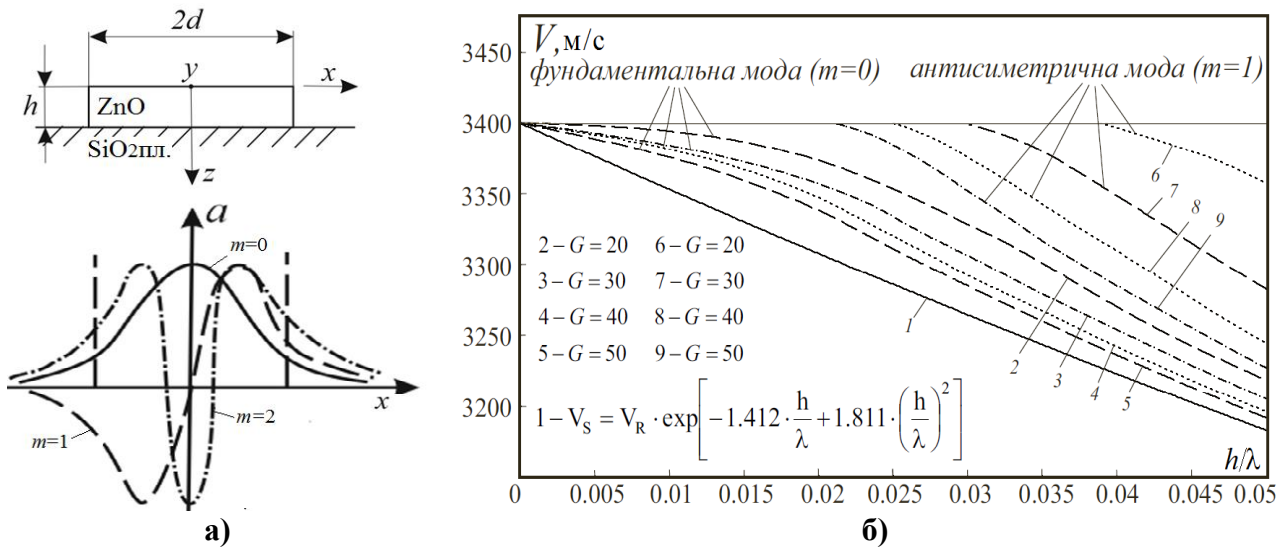 2d
x
y
h
ZnO
SiO2пл.
z
a
m=0
m=1
m=2
x
а)
V,м/с
фундаментальна мода (m=0)
антисиметрична мода (m=1)
3450
3400
3350
3300
3250
3200
2 – G = 20 6 – G = 20
3 – G = 30 7 – G = 30
4 – G = 40 8 – G = 40
5 – G = 50 9 – G = 50
1 2 3 4 5 6 7 8 9
1 – V_S = V_R · exp[–1.412 · h/λ + 1.811 · (h/λ)^2]
h/λ
0 0.005 0.01 0.015 0.02 0.025 0.03 0.035 0.04 0.045 0.05
б)